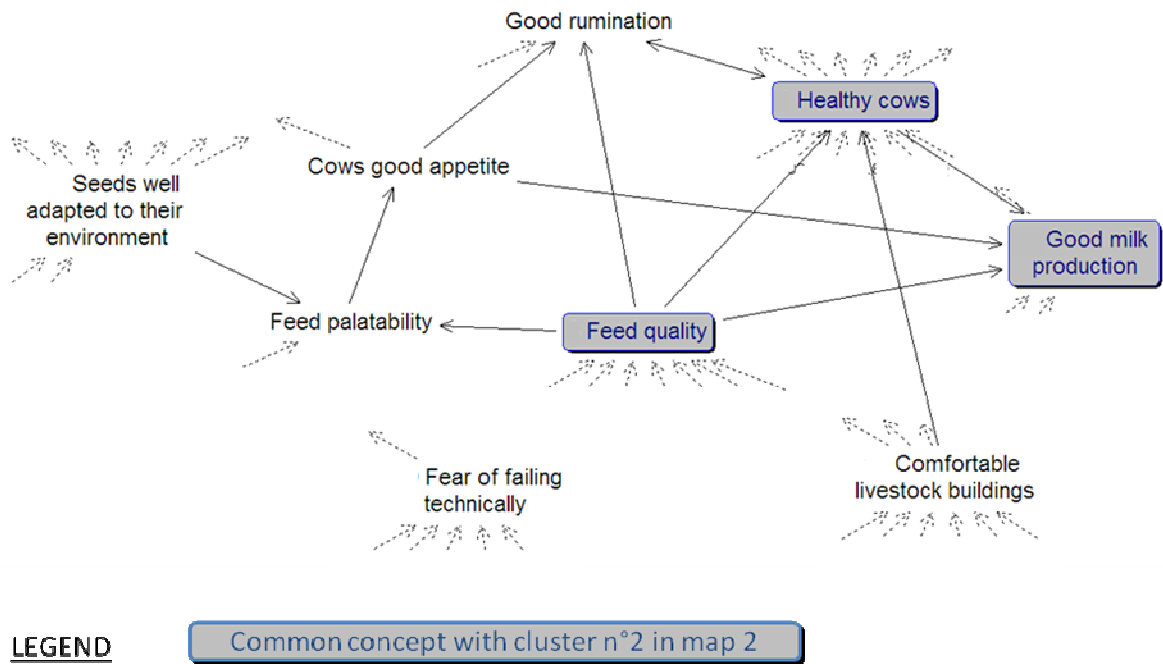 Good rumination
Healthy cows
Cows good appetite
Seeds well
adapted to their
environment
Good milk
production
Feed palatability
Feed quality
Fear of failing
technically
Comfortable
livestock buildings
LEGEND
Common concept with cluster n°2 in map 2